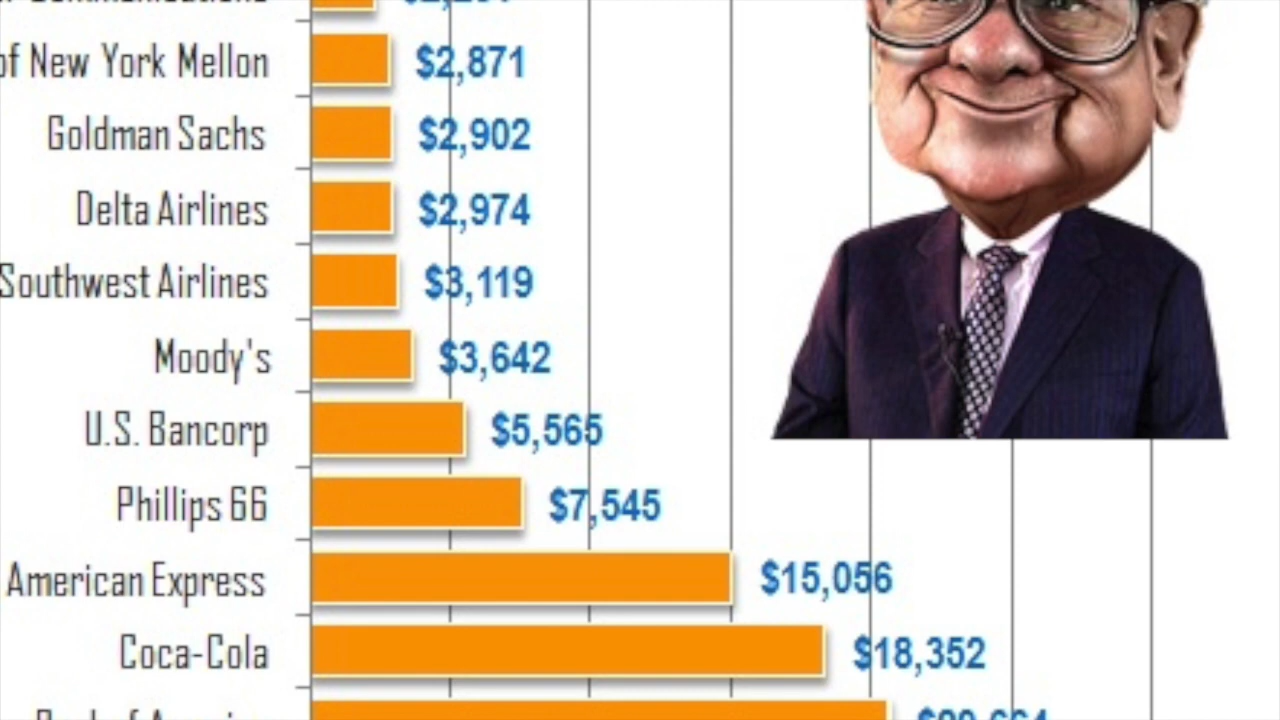 of New York Mellon $2,871
Goldman Sachs $2,902
Delta Airlines $2,974
Southwest Airlines $3,119
Moody's $3,642
U.S. Bancorp $5,565
Phillips 66 $7,545
American Express $15,056
Coca-Cola $18,352